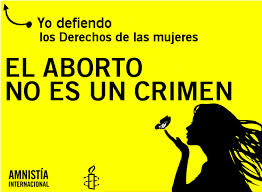 Yo defiendo
los Derechos de las mujeres
EL ABORTO
NO ES UN CRIMEN
AMNISTÍA
INTERNACIONAL